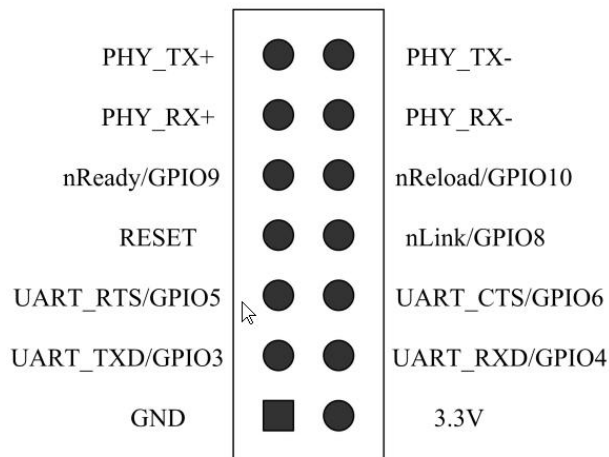 PHY_TX+ PHY_TX-
PHY_RX+ PHY_RX-
nReady/GPIO9 nReload/GPIO10
RESET nLink/GPIO8
UART_RTS/GPIO5 UART_CTS/GPIO6
UART_TXD/GPIO3 UART_RXD/GPIO4
GND 3.3V